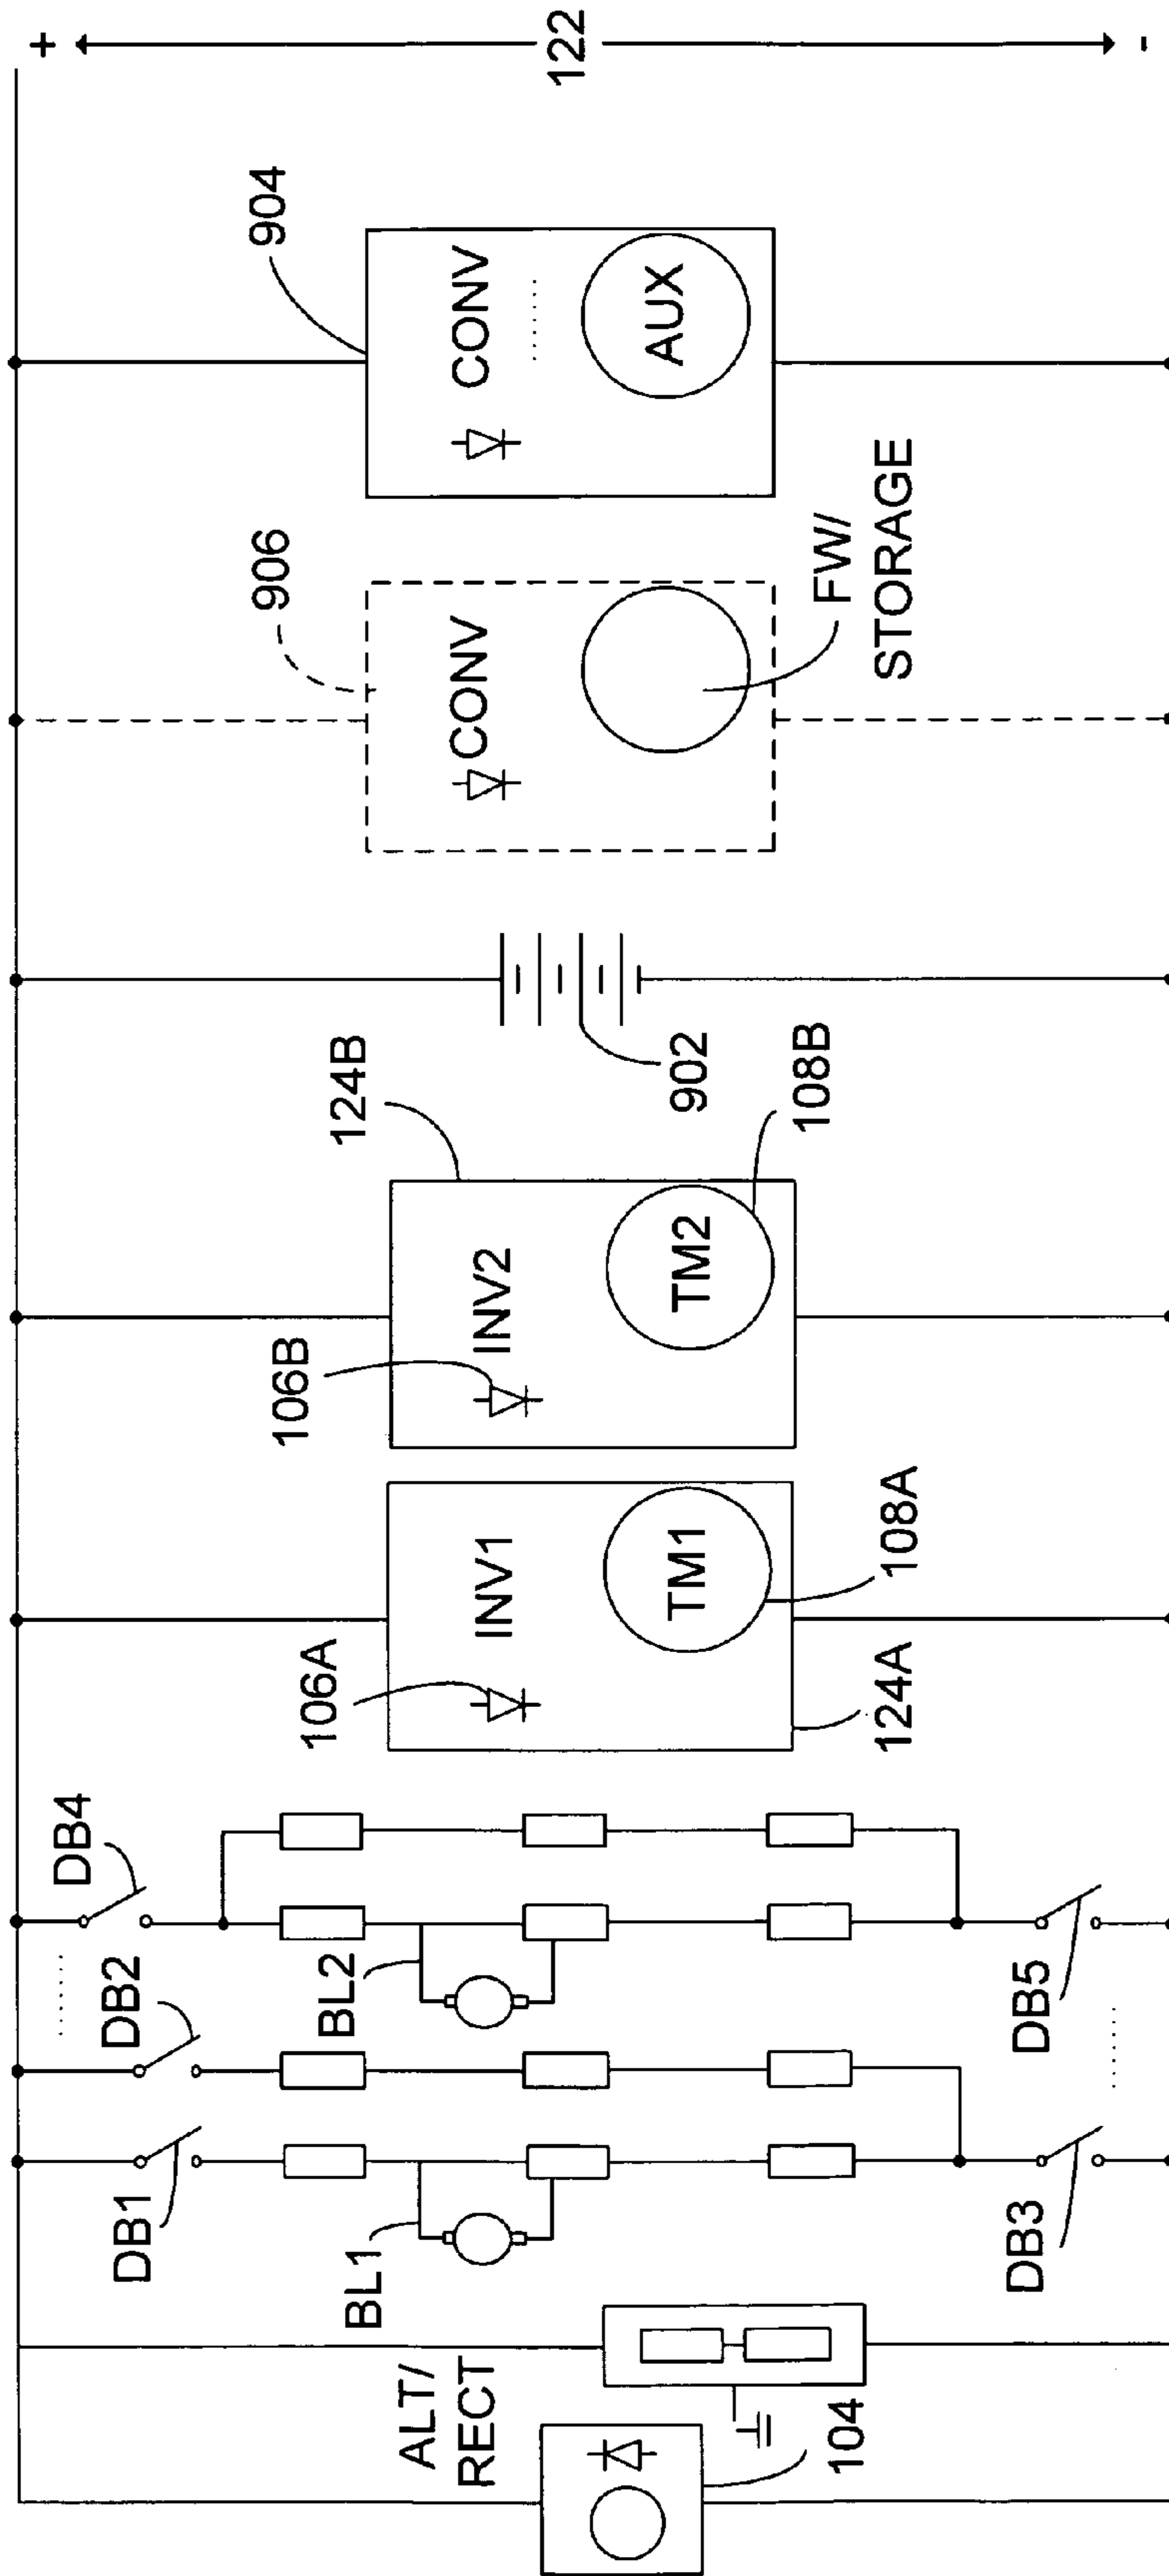 +
122
-
904
CONV
AUX
906
CONV
FW/
STORAGE
902
124B
INV2
106B
TM2
108B
INV1
106A
TM1
108A
124A
DB4
DB2
BL2
DB5
DB1
BL1
DB3
ALT/
RECT
104